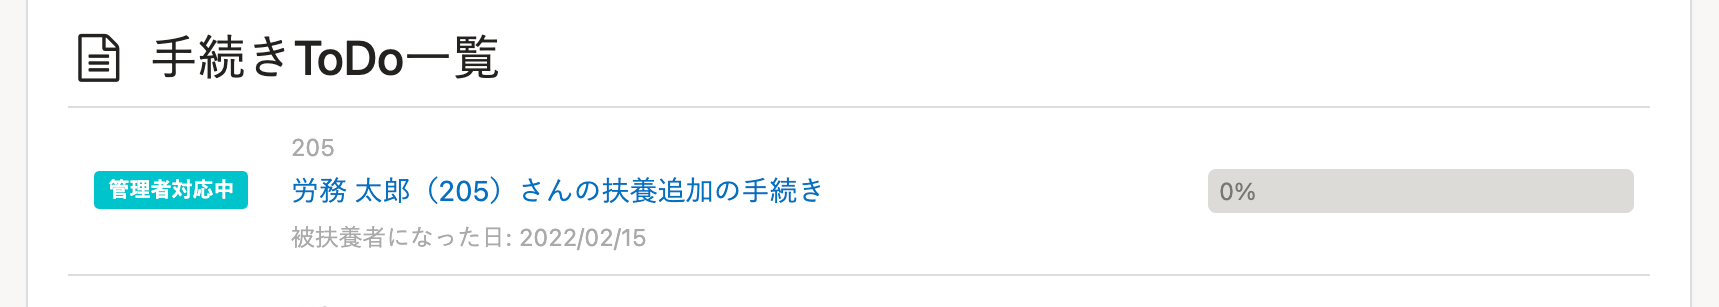 手続きToDo一覧
205
管理者対応中
労務 太郎（205）さんの扶養追加の手続き
0%
被扶養者になった日: 2022/02/15